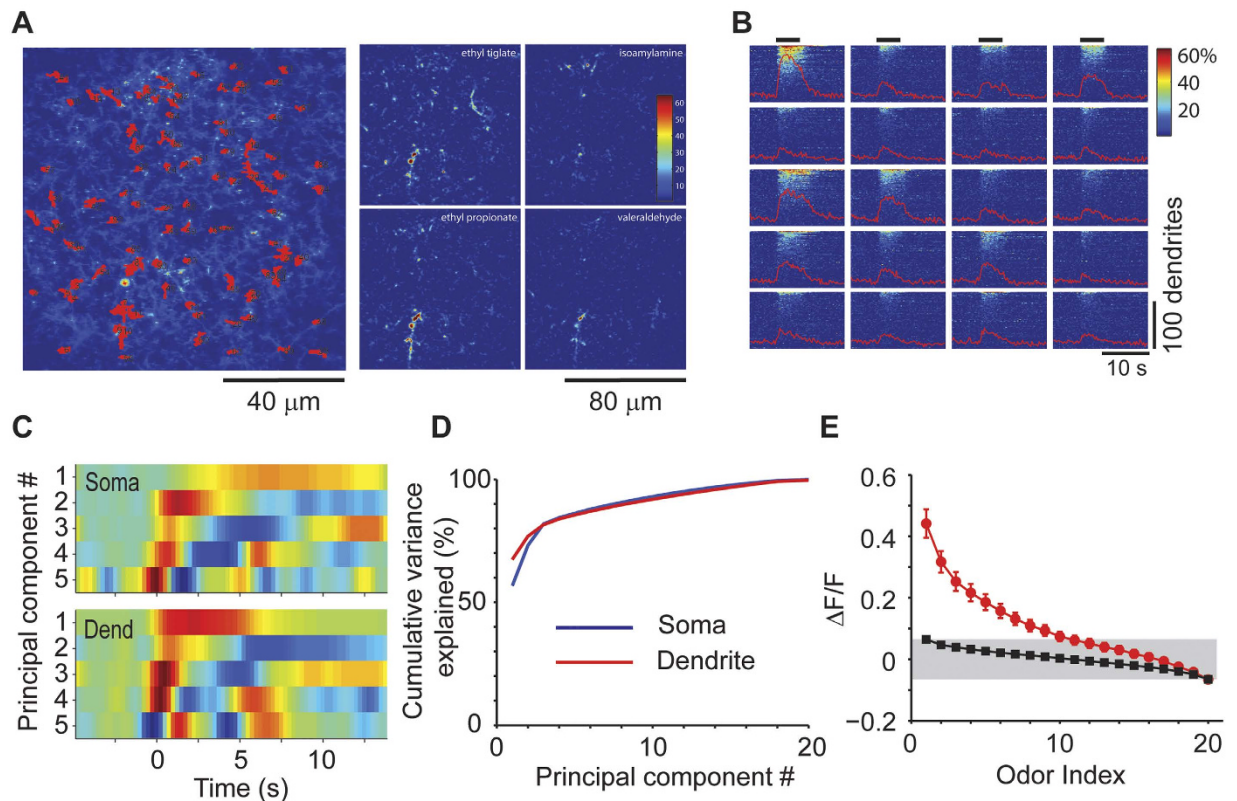 A
ethyl tiglate
isoamylamine
60
50
40
30
20
10
ethyl propionate
valeraldehyde
40 μm
80 μm
B
60%
40
20
100 dendrites
10 s
C
Principal component #
1
Soma
2
3
4
5
1
Dend
2
3
4
5
0
5
10
Time (s)
D
Cumulative variance
explained (%)
100
50
0
Soma
Dendrite
0
10
20
Principal component #
E
ΔF/F
0.6
0.4
0.2
0
−0.2
0
5
10
15
20
Odor Index